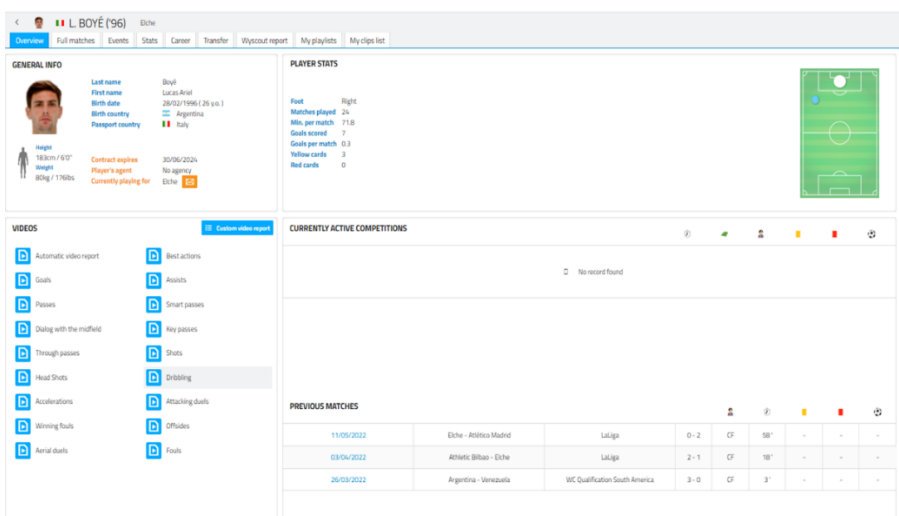 L. BOYÉ ('96) Elche
Overview Full matches Events Stats Career Transfer Wyscout report My playlists My clips list
GENERAL INFO
Last name Boyé
First name Lucas Ariel
Birth date 28/02/1996 (26 y.o.)
Birth country Argentina
Passport country Italy
Height
183cm / 6'0"
Weight
80kg / 176lbs
Contract expires 30/06/2024
Player's agent No agency
Currently playing for Elche
PLAYER STATS
Foot Right
Matches played 24
Min. per match 71.8
Goals scored 7
Goals per match 0.3
Yellow cards 3
Red cards 0
VIDEOS Custom video report
Automatic video report Best actions
Goals Assists
Passes Smart passes
Dialog with the midfield Key passes
Through passes Shots
Head Shots Dribbling
Accelerations Attacking duels
Winning fouls Offsides
Aerial duels Fouls
CURRENTLY ACTIVE COMPETITIONS
No record found
PREVIOUS MATCHES
11/05/2022 Elche - Atlético Madrid LaLiga 0 - 2 CF 58' - - -
03/04/2022 Athletic Bilbao - Elche LaLiga 2 - 1 CF 18' - - -
26/03/2022 Argentina - Venezuela WC Qualification South America 3 - 0 CF 3' - - -